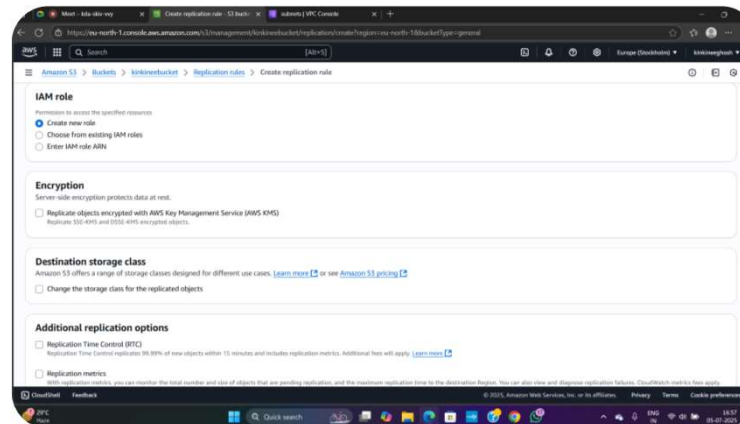 Meet - kda-skiv-vvy
Create replication rule - S3 buck
subnets | VPC Console
https://eu-north-1.console.aws.amazon.com/s3/management/kinkineebucket/replication/create?region=eu-north-1&bucketType=general
aws
Search
[Alt+S]
Europe (Stockholm)
kinkineeghosh
Amazon S3 > Buckets > kinkineebucket > Replication rules > Create replication rule
IAM role
Permission to access the specified resources
Create new role
Choose from existing IAM roles
Enter IAM role ARN
Encryption
Server-side encryption protects data at rest.
Replicate objects encrypted with AWS Key Management Service (AWS KMS)
Replicate SSE-KMS and DSSE-KMS encrypted objects.
Destination storage class
Amazon S3 offers a range of storage classes designed for different use cases. Learn more or see Amazon S3 pricing
Change the storage class for the replicated objects
Additional replication options
Replication Time Control (RTC)
Replication Time Control replicates 99.99% of new objects within 15 minutes and includes replication metrics. Additional fees will apply. Learn more
Replication metrics
With replication metrics, you can monitor the total number and size of objects that are pending replication, and the maximum replication time to the destination Region. You can also view and diagnose replication failures. CloudWatch metrics fees apply.
CloudShell Feedback
© 2025, Amazon Web Services, Inc. or its affiliates. Privacy Terms Cookie preferences
29°C
Haze
Quick search
ENG
IN
16:57
05-07-2025